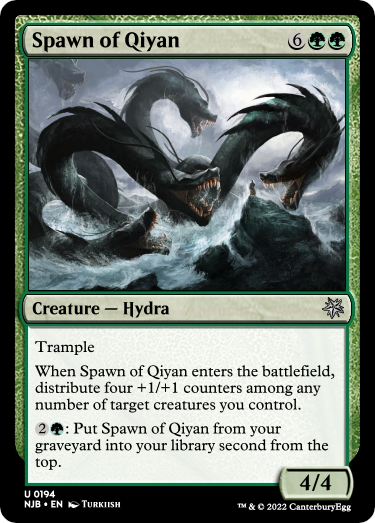 Spawn of Qiyan 6
Creature — Hydra
Trample
When Spawn of Qiyan enters the battlefield,
distribute four +1/+1 counters among any
number of target creatures you control.
2 : Put Spawn of Qiyan from your
graveyard into your library second from the
top.
4/4
U 0194
NJB • EN Turkiish
™ & © 2022 CanterburyEgg